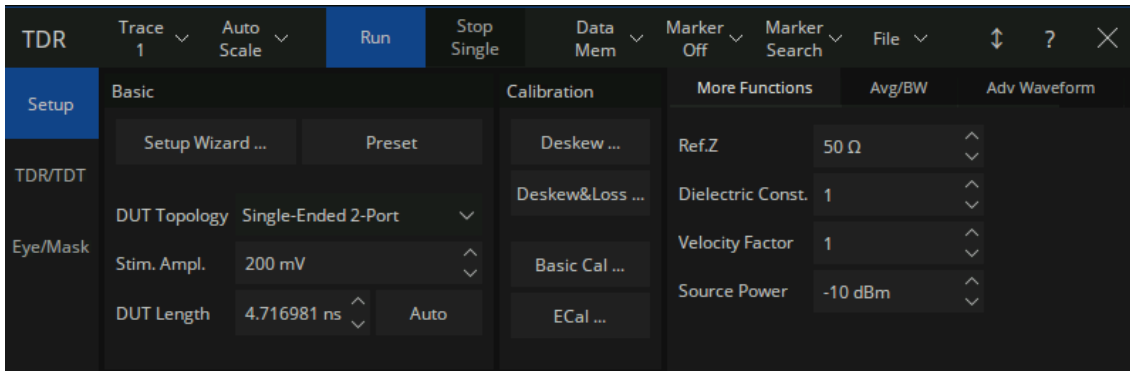 TDR
Trace
1
Auto
Scale
Run
Stop
Single
Data
Mem
Marker
Off
Marker
Search
File
?
Setup
TDR/TDT
Eye/Mask
Basic
Setup Wizard ...
Preset
DUT Topology
Single-Ended 2-Port
Stim. Ampl.
200 mV
DUT Length
4.716981 ns
Auto
Calibration
Deskew ...
Deskew&Loss ...
Basic Cal ...
ECal ...
More Functions
Avg/BW
Adv Waveform
Ref.Z
50 Ω
Dielectric Const.
1
Velocity Factor
1
Source Power
-10 dBm